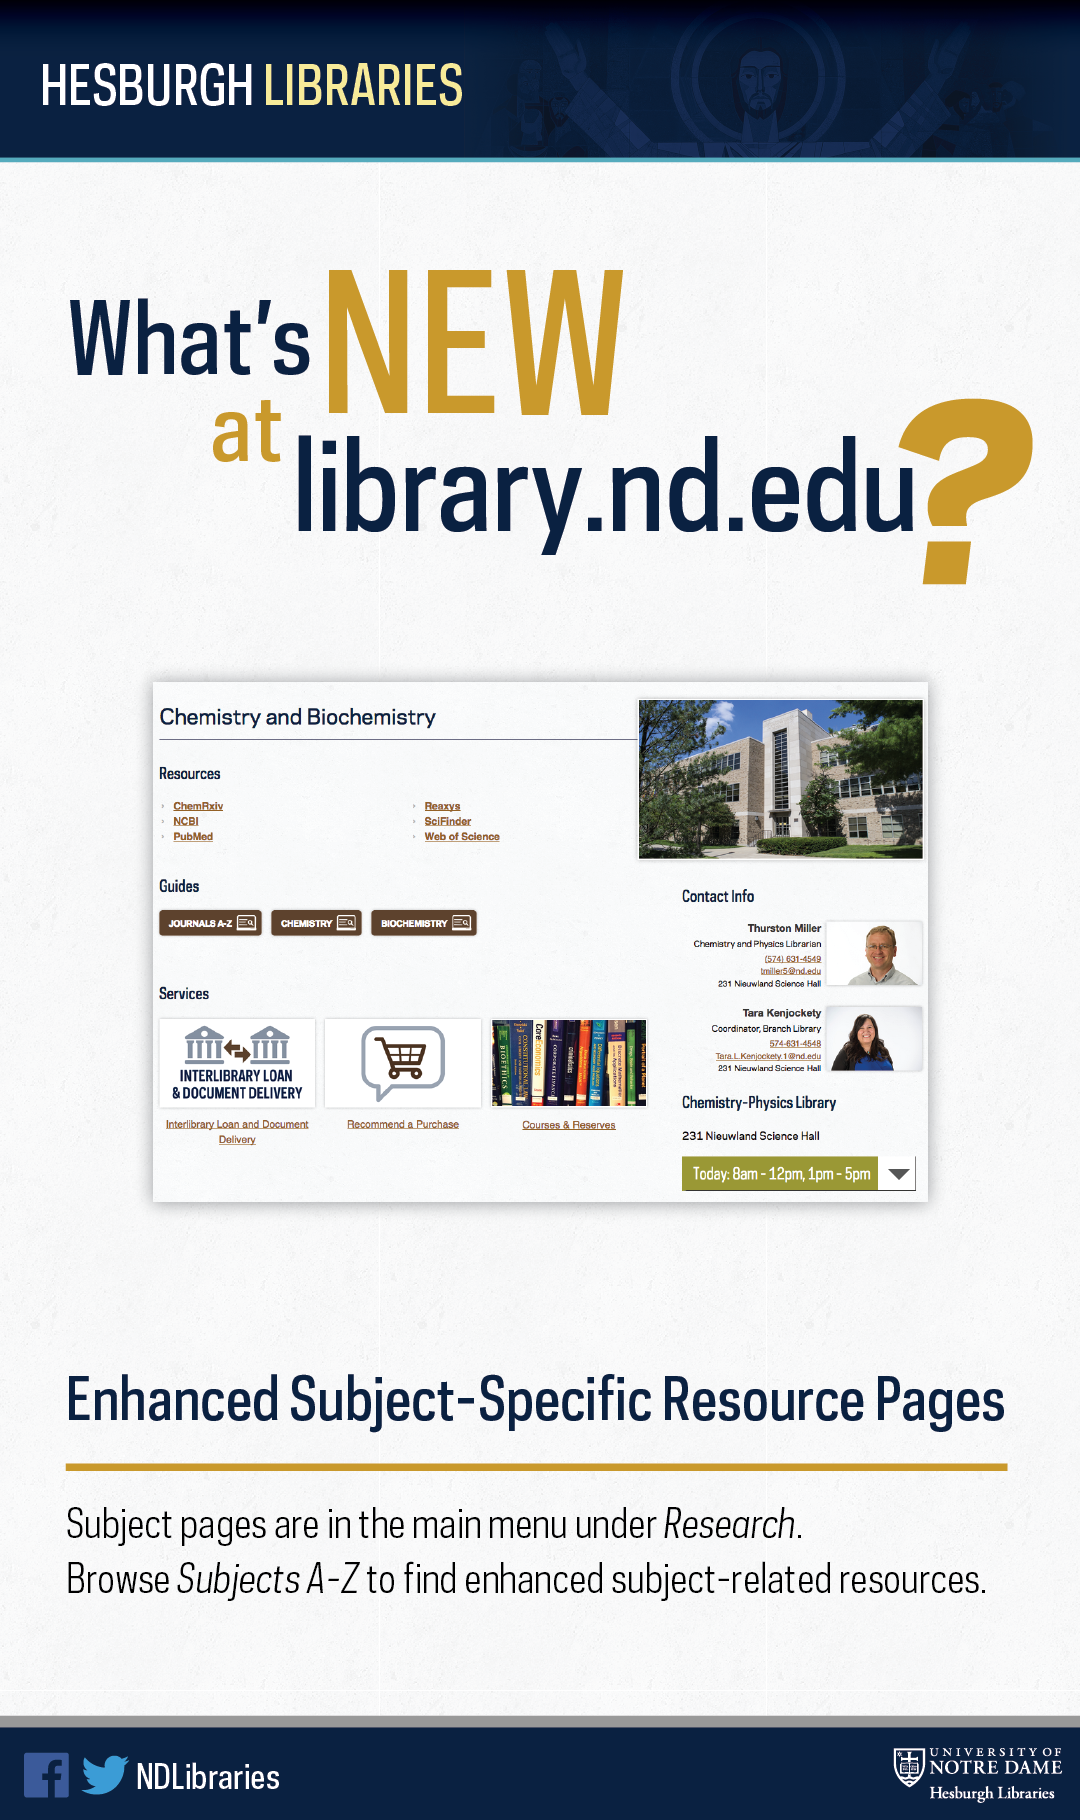 HESBURGH LIBRARIES
What's NEW
at
library.nd.edu?
Chemistry and Biochemistry
Resources
ChemRxiv
NCBI
PubMed
Reaxys
SciFinder
Web of Science
Guides
JOURNALS A-Z
CHEMISTRY
BIOCHEMISTRY
Services
INTERLIBRARY LOAN
& DOCUMENT DELIVERY
Interlibrary Loan and Document
Delivery
Recommend a Purchase
BIOETHICS
CONSTITUTIONAL LAW
CoreEconomics
CORPORATE FINANCE
Courses & Reserves
Contact Info
Thurston Miller
Chemistry and Physics Librarian
(574) 631-4549
tmiller5@nd.edu
231 Nieuwland Science Hall
Tara Kenjockety
Coordinator, Branch Library
574-631-4548
Tara.L.Kenjockety.1@nd.edu
231 Nieuwland Science Hall
Chemistry-Physics Library
231 Nieuwland Science Hall
Today: 8am - 12pm, 1pm - 5pm
Enhanced Subject-Specific Resource Pages
Subject pages are in the main menu under Research.
Browse Subjects A-Z to find enhanced subject-related resources.
NDLibraries
UNIVERSITY OF
NOTRE DAME
Hesburgh Libraries